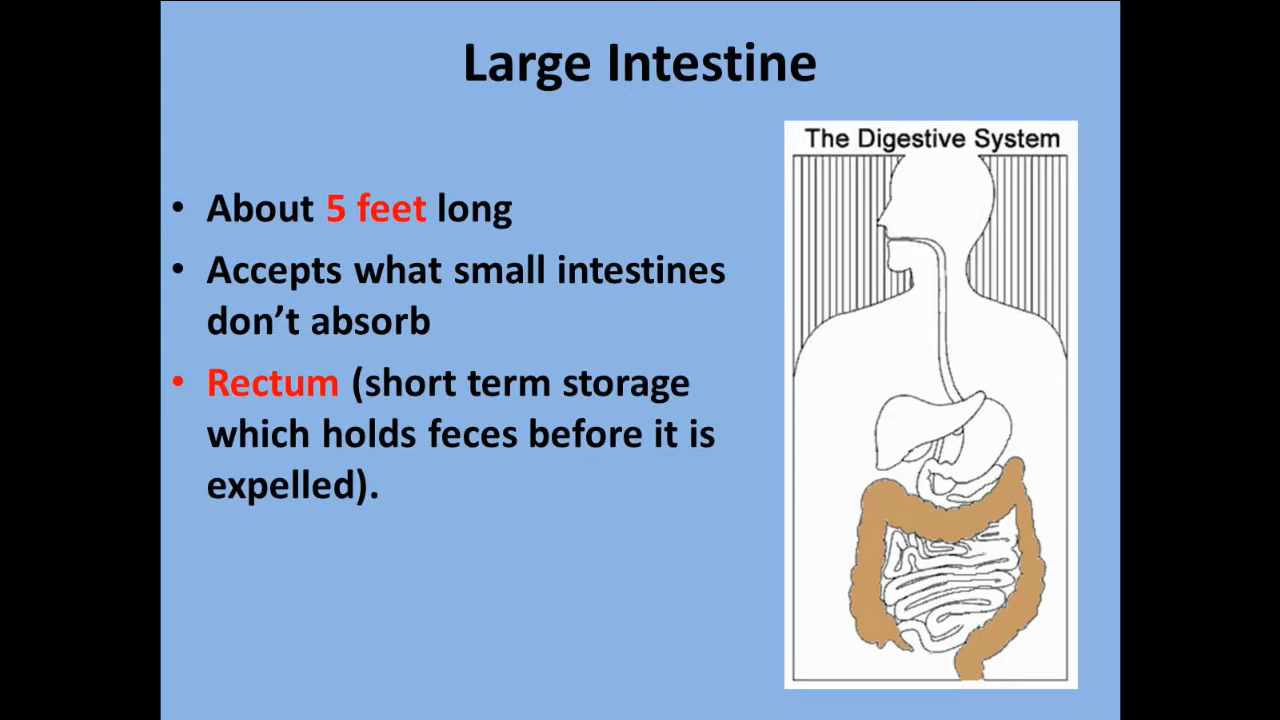 Large Intestine
• About 5 feet long
• Accepts what small intestines
don’t absorb
• Rectum (short term storage
which holds feces before it is
expelled).
The Digestive System